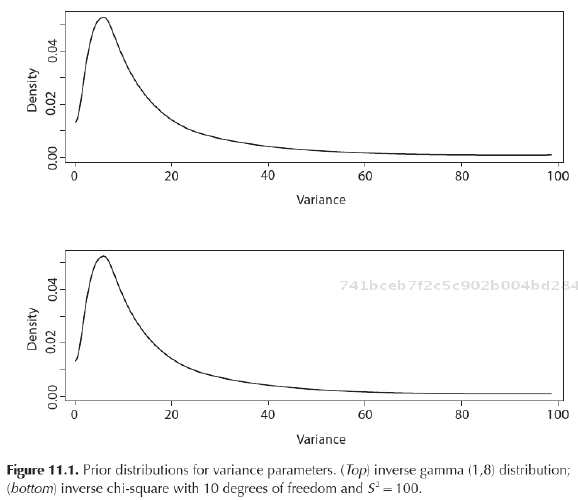 0.04
0.02
0.00
Density
0 20 40 60 80 100
Variance
741bceb7f2c5c902b004bd284
0.04
0.02
0.00
Density
0 20 40 60 80 100
Variance
Figure 11.1. Prior distributions for variance parameters. (Top) inverse gamma (1,8) distribution;
(bottom) inverse chi-square with 10 degrees of freedom and S² = 100.